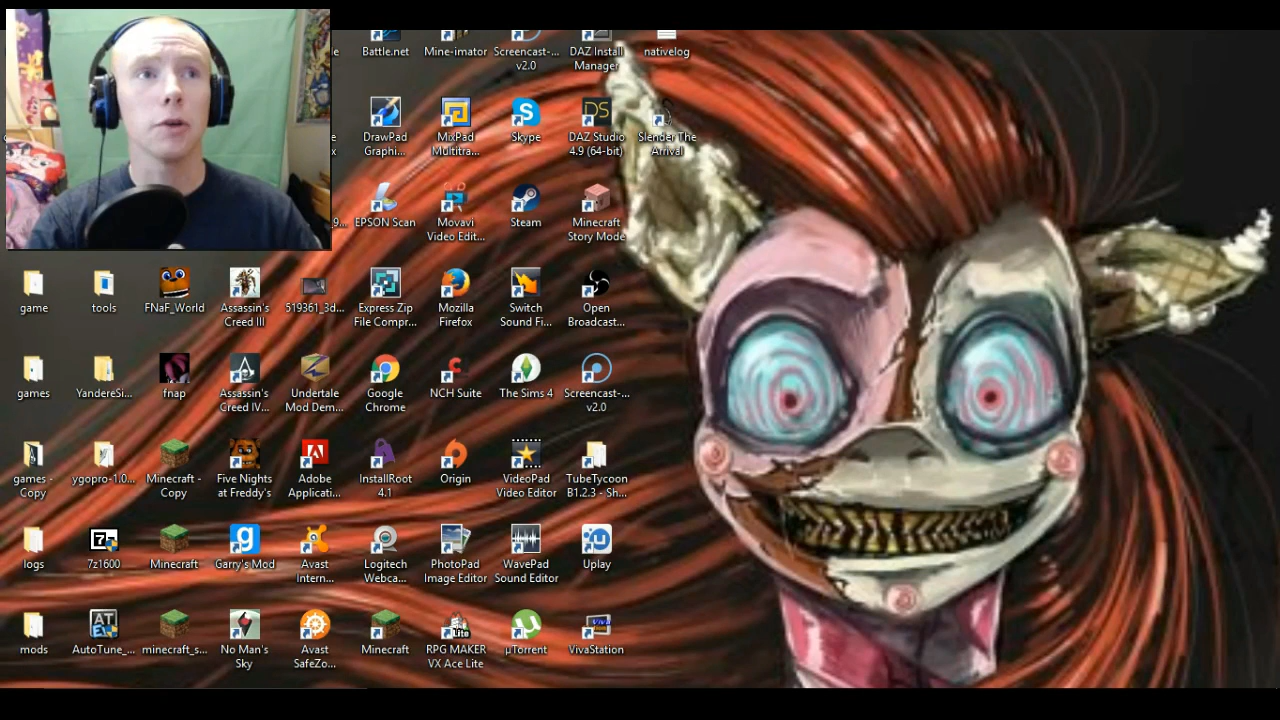 Battle.net
Mine-imator
Screencast-...
v2.0
DAZ Install
Manager
nativelog
DrawPad
Graphi...
MixPad
Multitra...
Skype
DAZ Studio
4.9 (64-bit)
Slender The
Arrival
EPSON Scan
Movavi
Video Edit...
Steam
Minecraft
Story Mode
game
tools
FNaF_World
Assassin's
Creed III
519361_3d...
Express Zip
File Compr...
Mozilla
Firefox
Switch
Sound Fi...
Open
Broadcast...
games
YandereSi...
fnap
Assassin's
Creed IV...
Undertale
Mod Dem...
Google
Chrome
NCH Suite
The Sims 4
Screencast-...
v2.0
games -
Copy
ygopro-1.0...
Minecraft -
Copy
Five Nights
at Freddy's
Adobe
Applicati...
InstallRoot
4.1
Origin
VideoPad
Video Editor
TubeTycoon
B1.2.3 - Sh...
logs
7z1600
Minecraft
Garry's Mod
Avast
Intern...
Logitech
Webca...
PhotoPad
Image Editor
WavePad
Sound Editor
Uplay
mods
AutoTune_...
minecraft_s...
No Man's
Sky
Avast
SafeZo...
Minecraft
RPG MAKER
VX Ace Lite
µTorrent
VivaStation